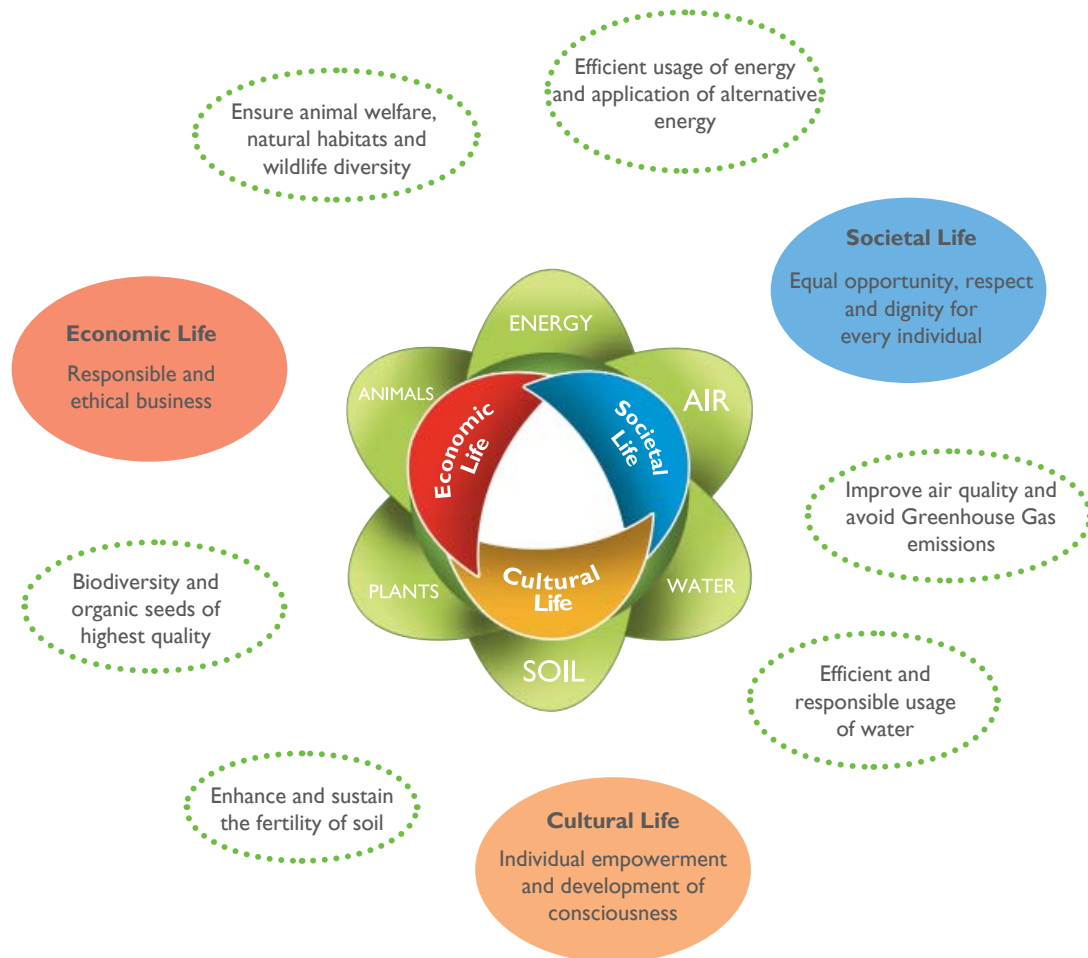 Efficient usage of energy
and application of alternative
energy
Ensure animal welfare,
natural habitats and
wildlife diversity
Societal Life
Equal opportunity, respect
and dignity for
every individual
Economic Life
Responsible and
ethical business
ENERGY
ANIMALS
AIR
Economic
Life
Societal
Life
Cultural
Life
PLANTS
WATER
SOIL
Improve air quality and
avoid Greenhouse Gas
emissions
Biodiversity and
organic seeds of
highest quality
Efficient and
responsible usage
of water
Enhance and sustain
the fertility of soil
Cultural Life
Individual empowerment
and development of
consciousness